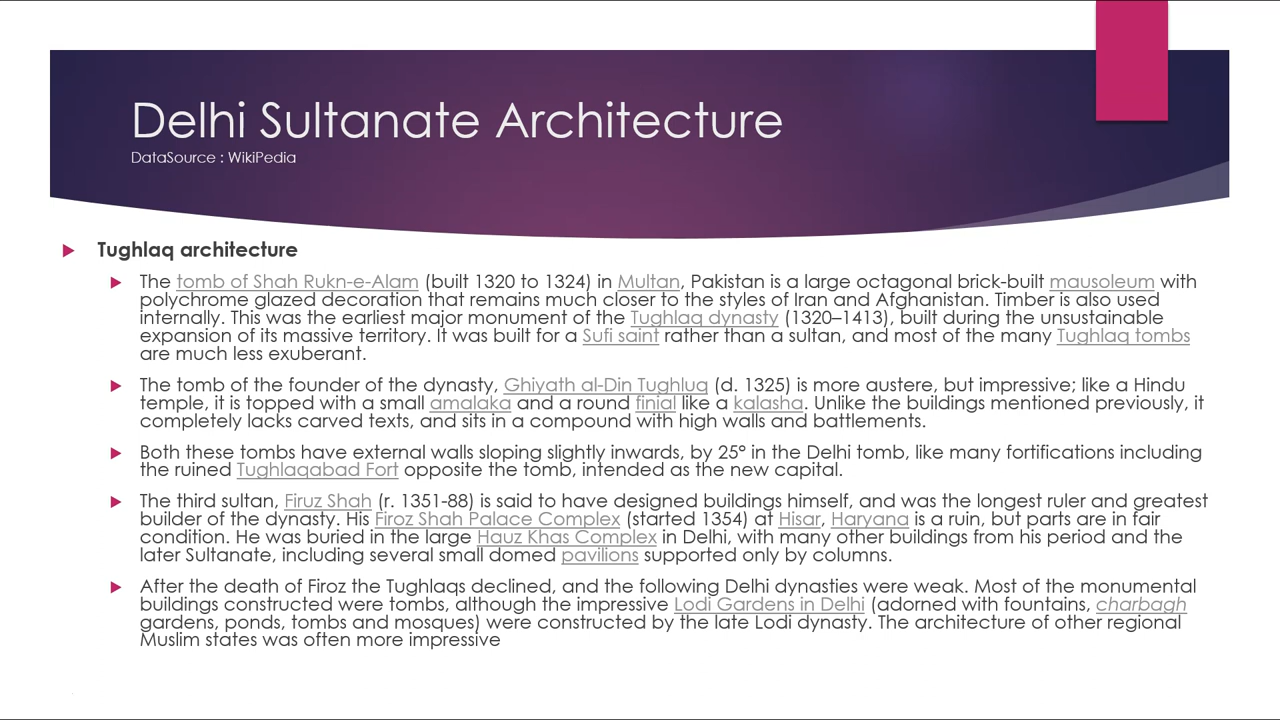 Delhi Sultanate Architecture
DataSource : WikiPedia
Tughlaq architecture
The tomb of Shah Rukn-e-Alam (built 1320 to 1324) in Multan, Pakistan is a large octagonal brick-built mausoleum with
polychrome glazed decoration that remains much closer to the styles of Iran and Afghanistan. Timber is also used
internally. This was the earliest major monument of the Tughlaq dynasty (1320–1413), built during the unsustainable
expansion of its massive territory. It was built for a Sufi saint rather than a sultan, and most of the many Tughlaq tombs
are much less exuberant.
The tomb of the founder of the dynasty, Ghiyath al-Din Tughluq (d. 1325) is more austere, but impressive; like a Hindu
temple, it is topped with a small amalaka and a round finial like a kalasha. Unlike the buildings mentioned previously, it
completely lacks carved texts, and sits in a compound with high walls and battlements.
Both these tombs have external walls sloping slightly inwards, by 25° in the Delhi tomb, like many fortifications including
the ruined Tughlaqabad Fort opposite the tomb, intended as the new capital.
The third sultan, Firuz Shah (r. 1351-88) is said to have designed buildings himself, and was the longest ruler and greatest
builder of the dynasty. His Firoz Shah Palace Complex (started 1354) at Hisar, Haryana is a ruin, but parts are in fair
condition. He was buried in the large Hauz Khas Complex in Delhi, with many other buildings from his period and the
later Sultanate, including several small domed pavilions supported only by columns.
After the death of Firoz the Tughlaqs declined, and the following Delhi dynasties were weak. Most of the monumental
buildings constructed were tombs, although the impressive Lodi Gardens in Delhi (adorned with fountains, charbagh
gardens, ponds, tombs and mosques) were constructed by the late Lodi dynasty. The architecture of other regional
Muslim states was often more impressive